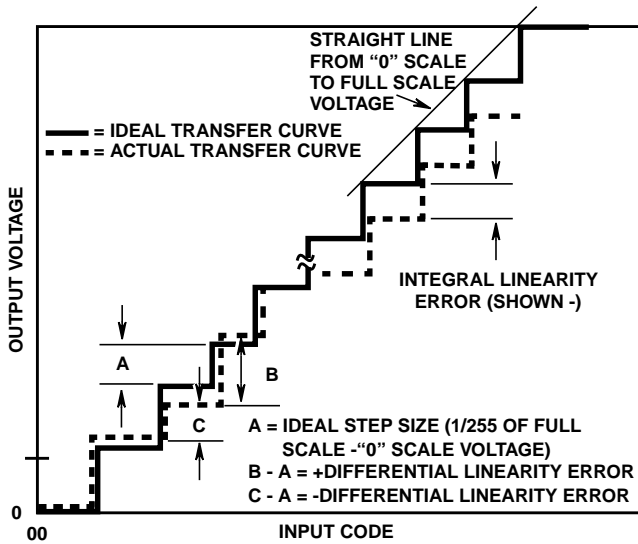 STRAIGHT LINE
FROM “0” SCALE
TO FULL SCALE
VOLTAGE
= IDEAL TRANSFER CURVE
= ACTUAL TRANSFER CURVE
OUTPUT VOLTAGE
INTEGRAL LINEARITY
ERROR (SHOWN -)
A
B
C
A = IDEAL STEP SIZE (1/255 OF FULL
SCALE -“0” SCALE VOLTAGE)
B - A = +DIFFERENTIAL LINEARITY ERROR
C - A = -DIFFERENTIAL LINEARITY ERROR
0
00
INPUT CODE